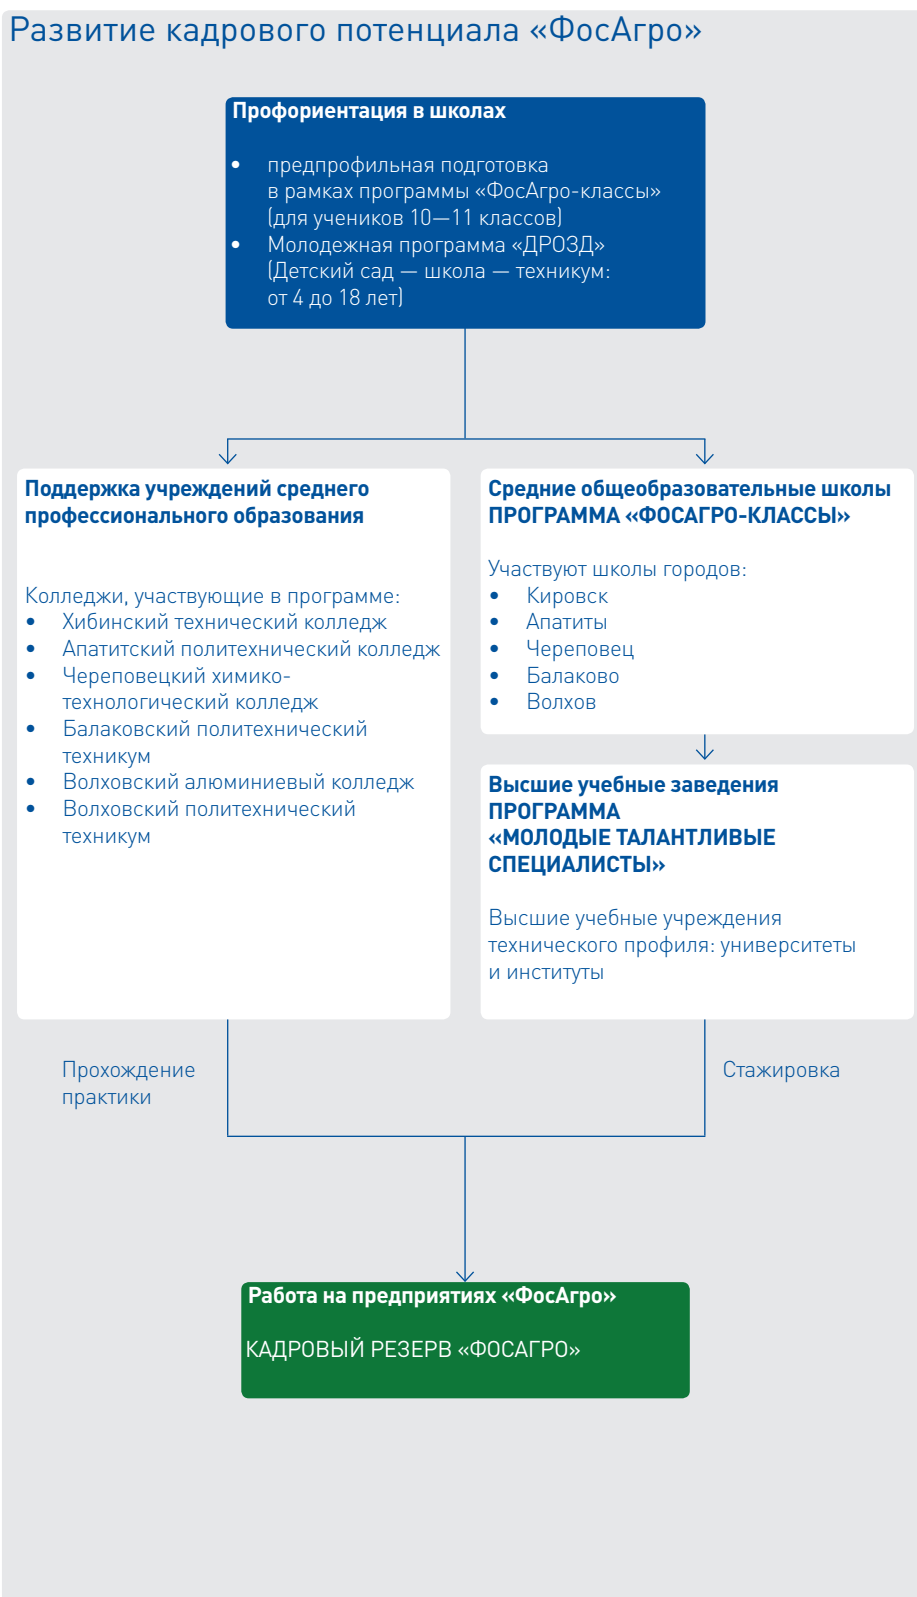 Развитие кадрового потенциала «ФосАгро»
Профориентация в школах
• предпрофильная подготовка
в рамках программы «ФосАгро-классы»
(для учеников 10—11 классов)
• Молодежная программа «ДРОЗД»
(Детский сад — школа — техникум:
от 4 до 18 лет)
Поддержка учреждений среднего
профессионального образования
Колледжи, участвующие в программе:
• Хибинский технический колледж
• Апатитский политехнический колледж
• Череповецкий химико-
технологический колледж
• Балаковский политехнический
техникум
• Волховский алюминиевый колледж
• Волховский политехнический
техникум
Средние общеобразовательные школы
ПРОГРАММА «ФОСАГРО-КЛАССЫ»
Участвуют школы городов:
• Кировск
• Апатиты
• Череповец
• Балаково
• Волхов
Высшие учебные заведения
ПРОГРАММА
«МОЛОДЫЕ ТАЛАНТЛИВЫЕ
СПЕЦИАЛИСТЫ»
Высшие учебные учреждения
технического профиля: университеты
и институты
Прохождение
практики
Стажировка
Работа на предприятиях «ФосАгро»
КАДРОВЫЙ РЕЗЕРВ «ФОСАГРО»